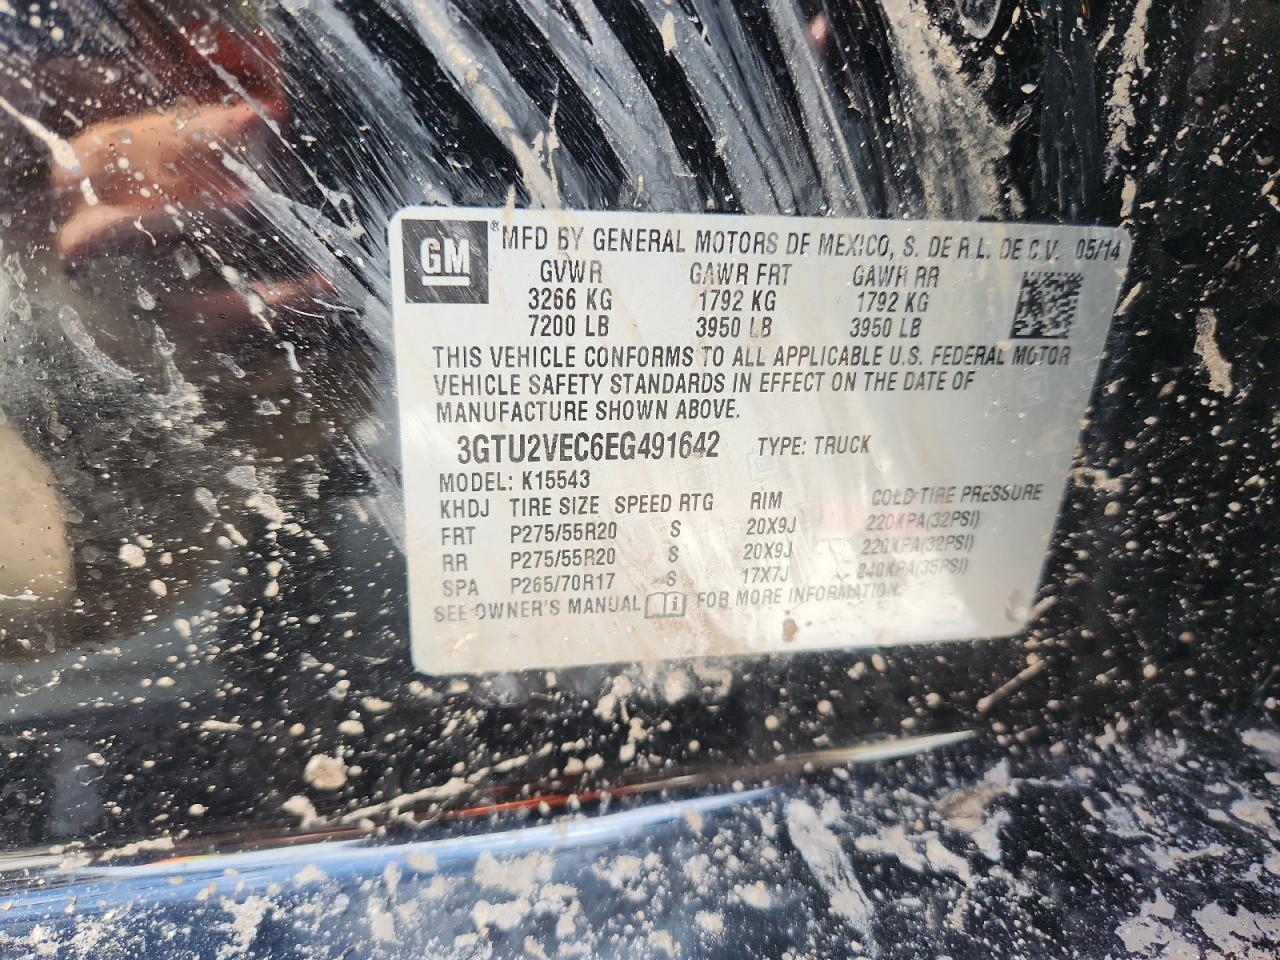 GM ® MFD BY GENERAL MOTORS DE MEXICO, S. DE R.L. DE C.V. 05/14
GVWR GAWR FRT GAWR RR
3266 KG 1792 KG 1792 KG
7200 LB 3950 LB 3950 LB
THIS VEHICLE CONFORMS TO ALL APPLICABLE U.S. FEDERAL MOTOR
VEHICLE SAFETY STANDARDS IN EFFECT ON THE DATE OF
MANUFACTURE SHOWN ABOVE.
3GTU2VEC6EG491642 TYPE: TRUCK
MODEL: K15543
KHDJ TIRE SIZE SPEED RTG RIM COLD TIRE PRESSURE
FRT P275/55R20 S 20X9J 220KPA(32PSI)
RR P275/55R20 S 20X9J 220KPA(32PSI)
SPA P265/70R17 S 17X7J 240KPA(35PSI)
SEE OWNER'S MANUAL FOR MORE INFORMATION.